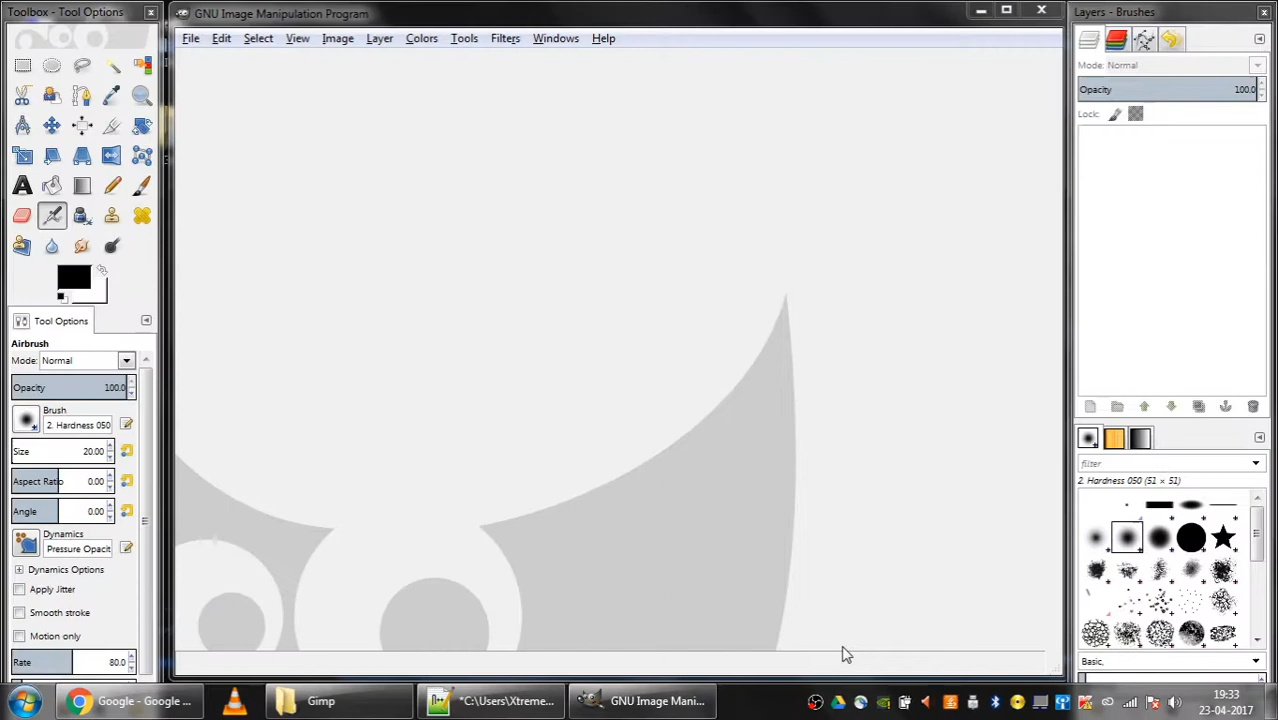 Toolbox - Tool Options
GNU Image Manipulation Program
Layers - Brushes
File Edit Select View Image Layer Colors Tools Filters Windows Help
Mode: Normal
Opacity 100.0
Lock:
Tool Options
Airbrush
Mode: Normal
Opacity 100.0
Brush
2. Hardness 050
Size 20.00
Aspect Ratio 0.00
Angle 0.00
Dynamics
Pressure Opacit
Dynamics Options
Apply Jitter
Smooth stroke
Motion only
Rate 80.0
filter
2. Hardness 050 (51 × 51)
Basic,
Google - Google ...
Gimp
*C:\Users\Xtreme...
GNU Image Mani...
19:33
23-04-2017